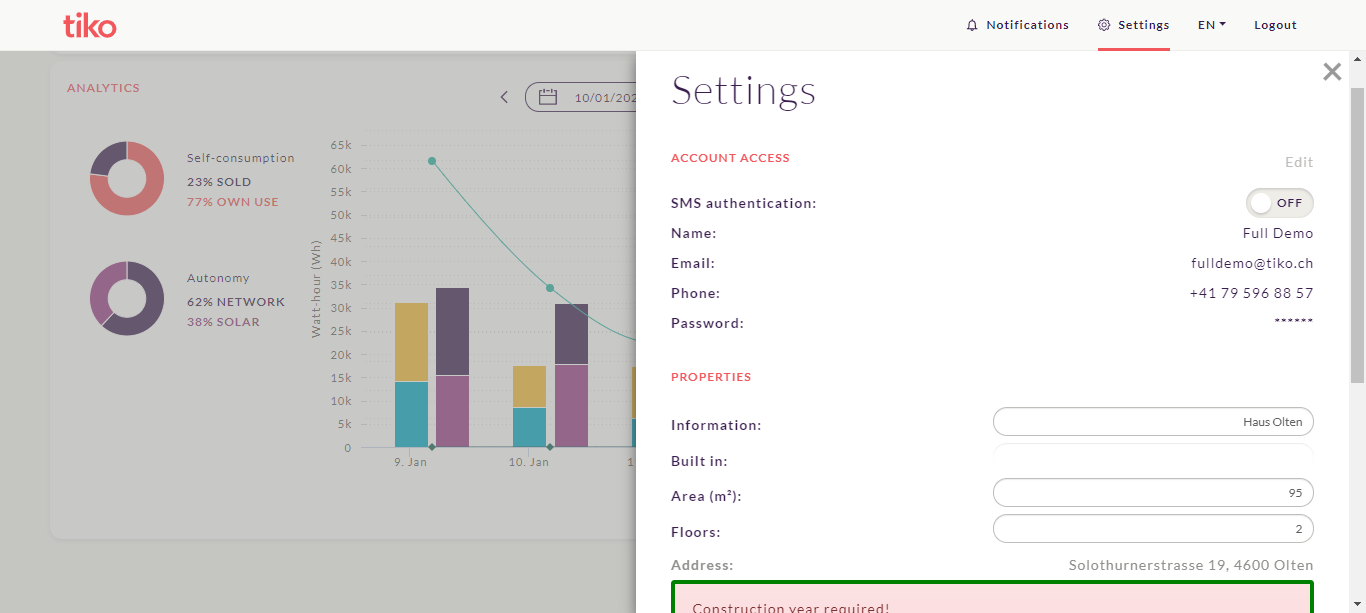 tiko
Notifications
Settings
EN
Logout
ANALYTICS
10/01/202
Self-consumption
23% SOLD
77% OWN USE
Autonomy
62% NETWORK
38% SOLAR
Watt-hour (Wh)
65k
60k
55k
50k
45k
40k
35k
30k
25k
20k
15k
10k
5k
0
9. Jan
10. Jan
1
Settings
ACCOUNT ACCESS
Edit
SMS authentication: OFF
Name: Full Demo
Email: fulldemo@tiko.ch
Phone: +41 79 596 88 57
Password: ******
PROPERTIES
Information: Haus Olten
Built in:
Area (m²): 95
Floors: 2
Address: Solothurnerstrasse 19, 4600 Olten
Construction year required!